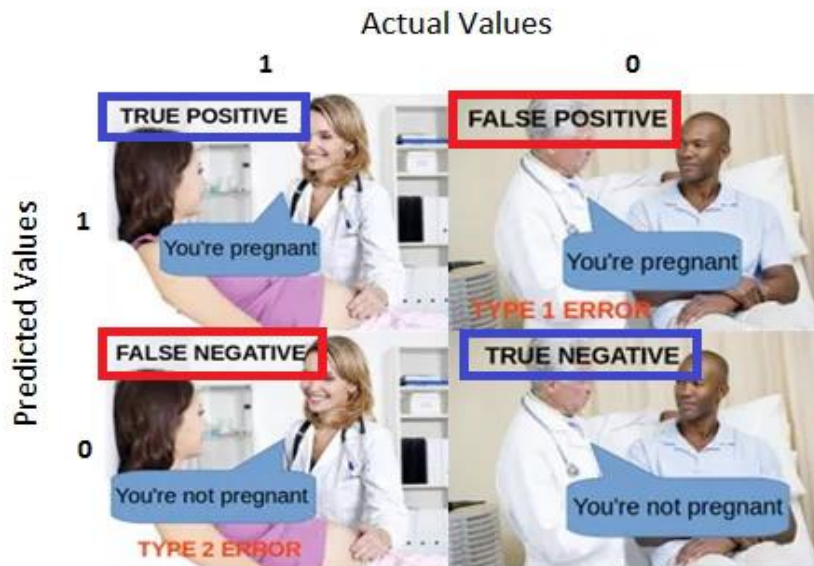 Actual Values
1
0
TRUE POSITIVE
FALSE POSITIVE
Predicted Values
1
You're pregnant
You're pregnant
TYPE 1 ERROR
FALSE NEGATIVE
TRUE NEGATIVE
0
You're not pregnant
You're not pregnant
TYPE 2 ERROR